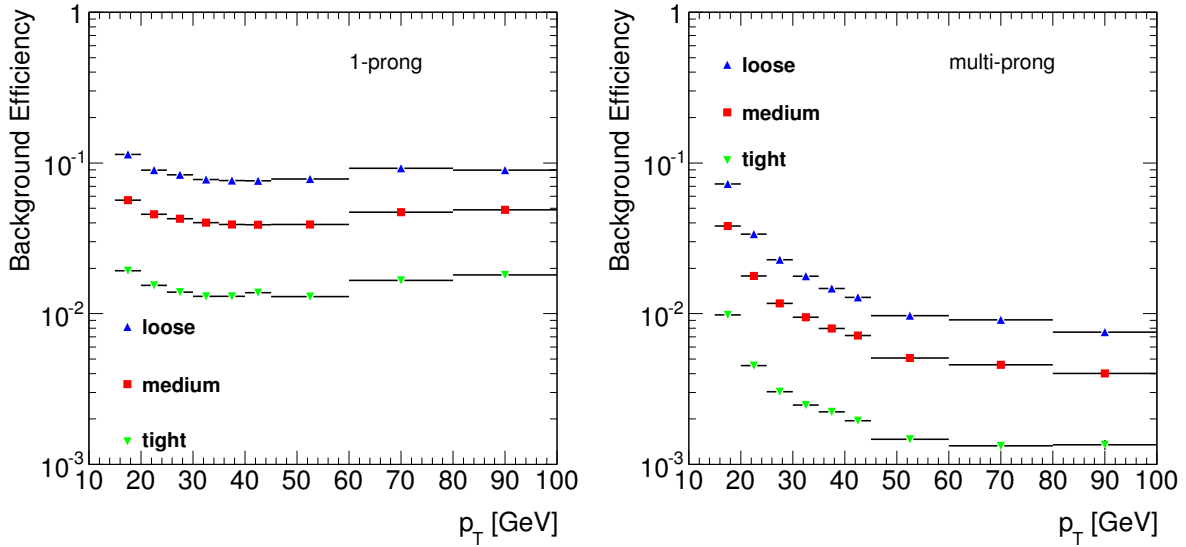 Background Efficiency
1
10^-1
10^-2
10^-3
1-prong
loose
medium
tight
10 20 30 40 50 60 70 80 90 100
p_T [GeV]
Background Efficiency
1
10^-1
10^-2
10^-3
multi-prong
loose
medium
tight
10 20 30 40 50 60 70 80 90 100
p_T [GeV]